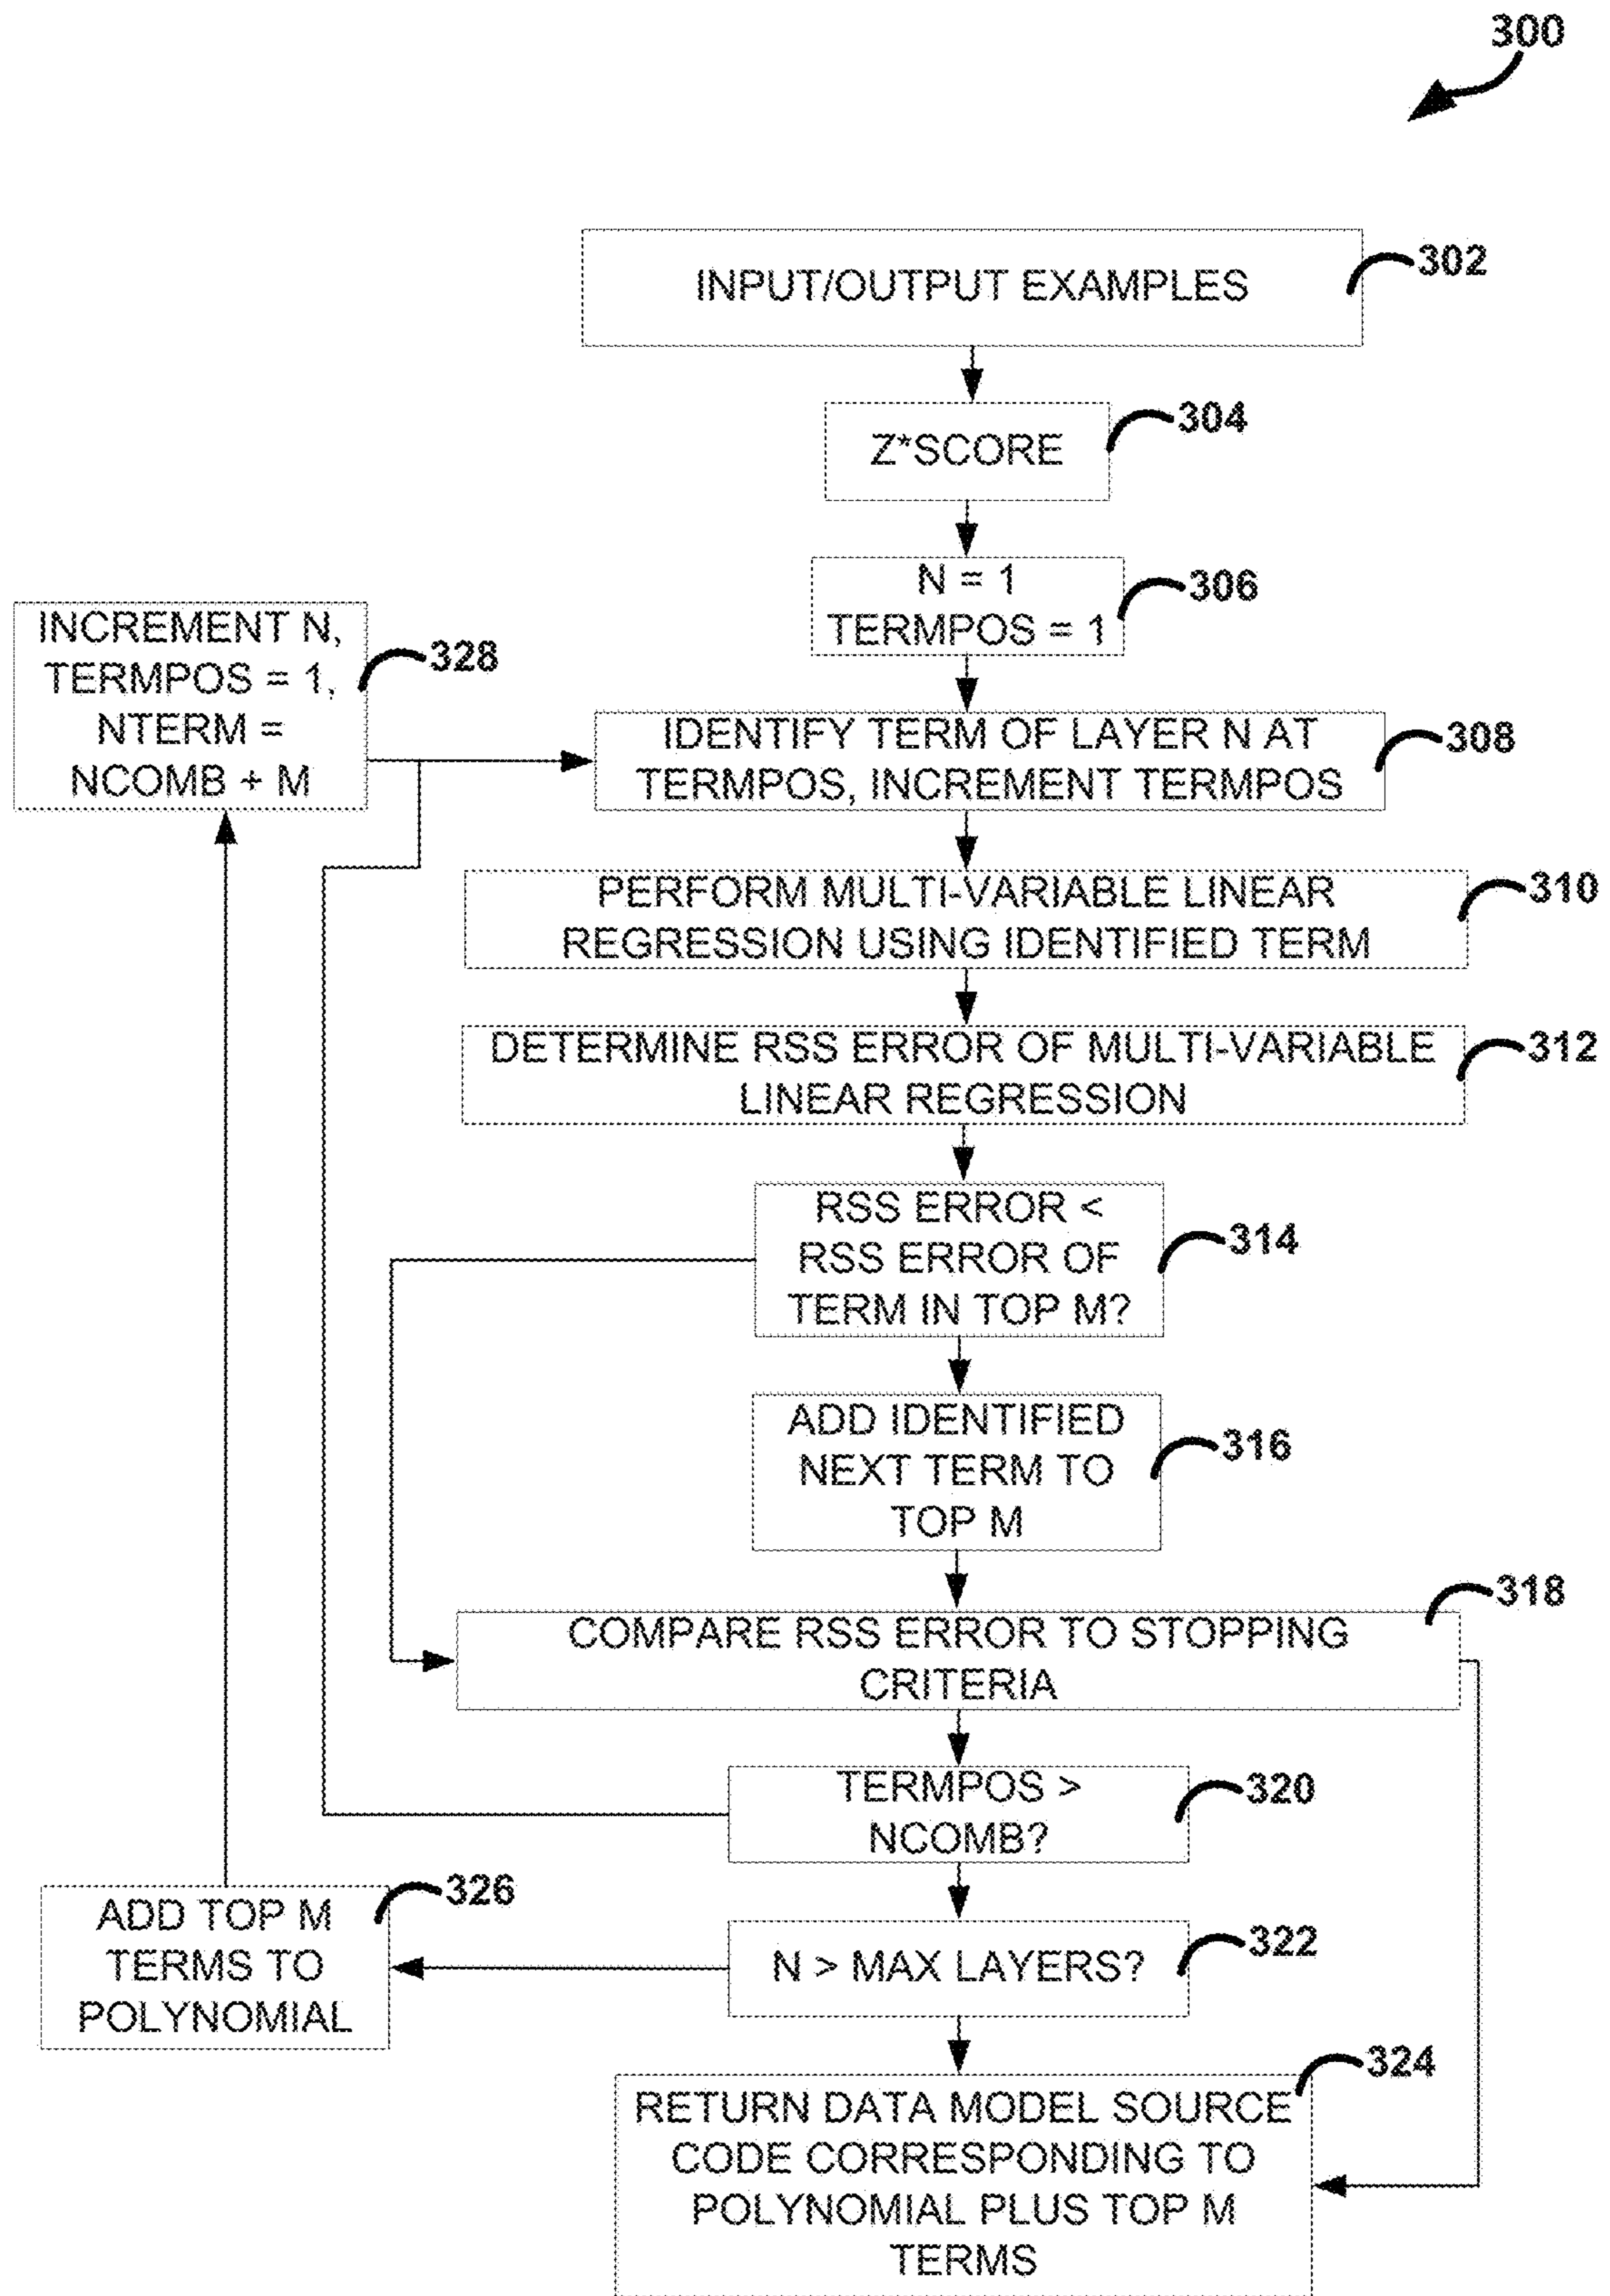 300
INPUT/OUTPUT EXAMPLES
302
Z*SCORE
304
N = 1
TERMPOS = 1
306
INCREMENT N,
TERMPOS = 1,
NTERM =
NCOMB + M
328
IDENTIFY TERM OF LAYER N AT
TERMPOS, INCREMENT TERMPOS
308
PERFORM MULTI-VARIABLE LINEAR
REGRESSION USING IDENTIFIED TERM
310
DETERMINE RSS ERROR OF MULTI-VARIABLE
LINEAR REGRESSION
312
RSS ERROR <
RSS ERROR OF
TERM IN TOP M?
314
ADD IDENTIFIED
NEXT TERM TO
TOP M
316
COMPARE RSS ERROR TO STOPPING
CRITERIA
318
TERMPOS >
NCOMB?
320
ADD TOP M
TERMS TO
POLYNOMIAL
326
N > MAX LAYERS?
322
RETURN DATA MODEL SOURCE
CODE CORRESPONDING TO
POLYNOMIAL PLUS TOP M
TERMS
324